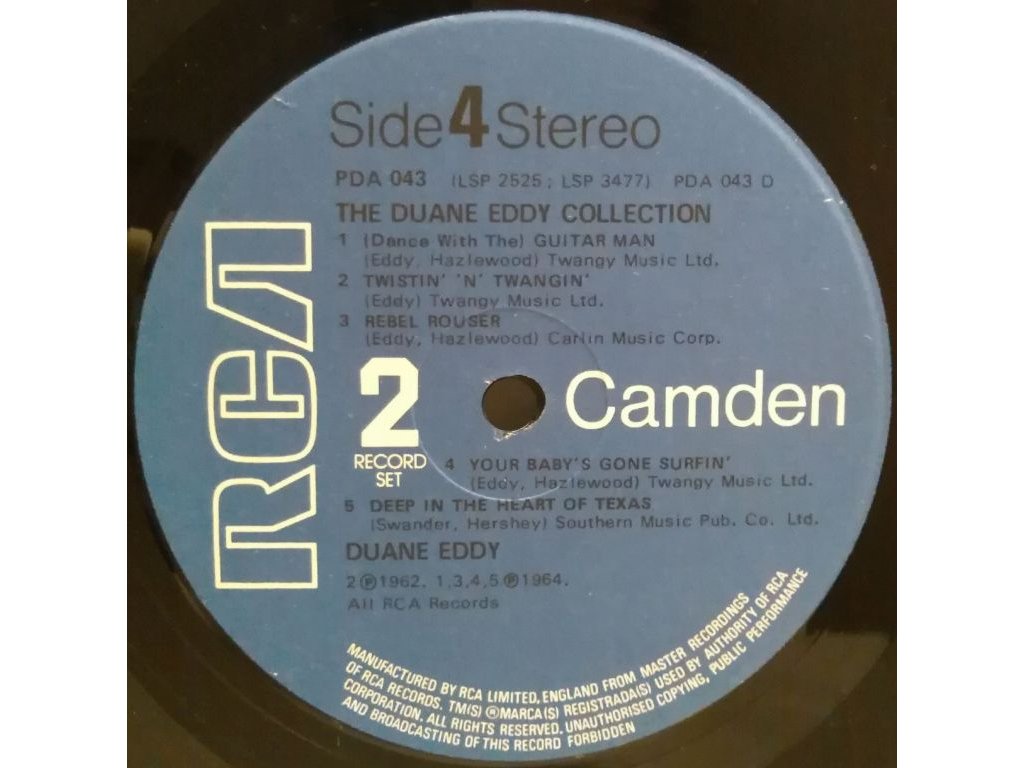 Side 4 Stereo
PDA 043 (LSP 2525; LSP 3477) PDA 043 D
THE DUANE EDDY COLLECTION
1 (Dance With The) GUITAR MAN
(Eddy, Hazlewood) Twangy Music Ltd.
2 TWISTIN' 'N' TWANGIN'
(Eddy) Twangy Music Ltd.
3 REBEL ROUSER
(Eddy, Hazlewood) Carlin Music Corp.
RCA
2
RECORD
SET
Camden
4 YOUR BABY'S GONE SURFIN'
(Eddy, Hazlewood) Twangy Music Ltd.
5 DEEP IN THE HEART OF TEXAS
(Swander, Hershey) Southern Music Pub. Co. Ltd.
DUANE EDDY
2 ℗ 1962. 1,3,4,5 ℗ 1964.
All RCA Records
MANUFACTURED BY RCA LIMITED, ENGLAND FROM MASTER RECORDINGS
OF RCA RECORDS. TM(S) ® MARCA(S) REGISTRADA(S) USED BY AUTHORITY OF RCA
CORPORATION. ALL RIGHTS RESERVED. UNAUTHORISED COPYING, PUBLIC PERFORMANCE
AND BROADCASTING OF THIS RECORD FORBIDDEN